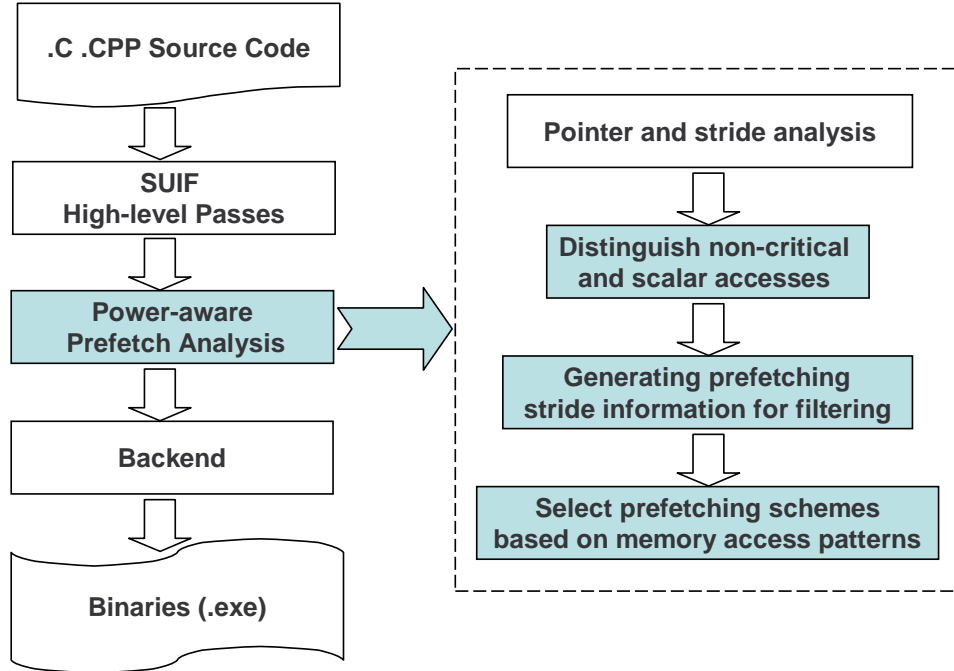 .C .CPP Source Code
SUIF
High-level Passes
Power-aware
Prefetch Analysis
Backend
Binaries (.exe)
Pointer and stride analysis
Distinguish non-critical
and scalar accesses
Generating prefetching
stride information for filtering
Select prefetching schemes
based on memory access patterns